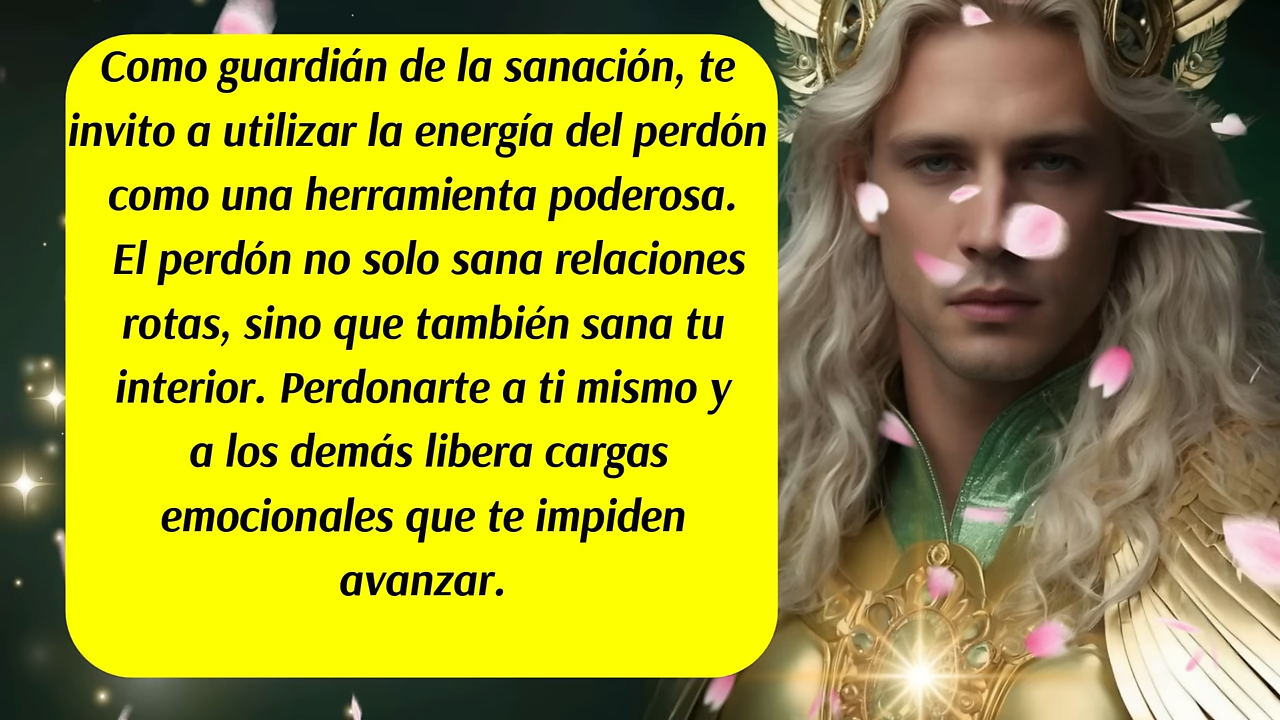 Como guardián de la sanación, te
invito a utilizar la energía del perdón
como una herramienta poderosa.
El perdón no solo sana relaciones
rotas, sino que también sana tu
interior. Perdonarte a ti mismo y
a los demás libera cargas
emocionales que te impiden
avanzar.